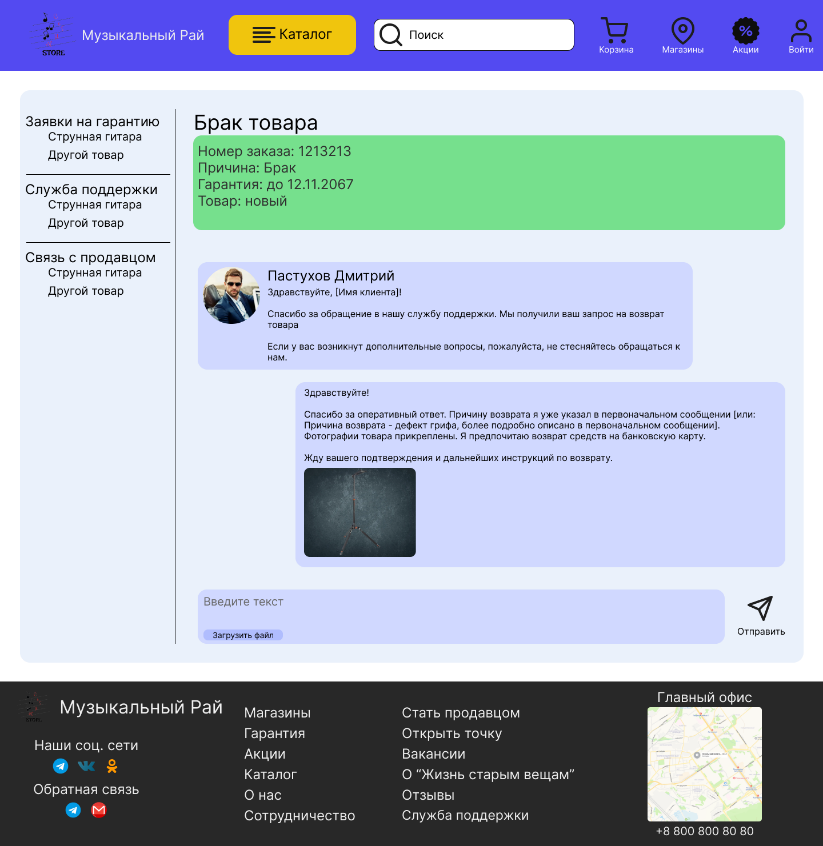 STORE
Музыкальный Рай
Каталог
Поиск
Корзина
Магазины
%
Акции
Войти
Заявки на гарантию
Струнная гитара
Другой товар
Служба поддержки
Струнная гитара
Другой товар
Связь с продавцом
Струнная гитара
Другой товар
Брак товара
Номер заказа: 1213213
Причина: Брак
Гарантия: до 12.11.2067
Товар: новый
Пастухов Дмитрий
Здравствуйте, [Имя клиента]!
Спасибо за обращение в нашу службу поддержки. Мы получили ваш запрос на возврат
товара
Если у вас возникнут дополнительные вопросы, пожалуйста, не стесняйтесь обращаться к
нам.
Здравствуйте!
Спасибо за оперативный ответ. Причину возврата я уже указал в первоначальном сообщении [или:
Причина возврата - дефект грифа, более подробно описано в первоначальном сообщении].
Фотографии товара прикреплены. Я предпочитаю возврат средств на банковскую карту.
Жду вашего подтверждения и дальнейших инструкций по возврату.
Введите текст
Загрузить файл
Отправить
STORE
Музыкальный Рай
Наши соц. сети
Обратная связь
Магазины
Гарантия
Акции
Каталог
О нас
Сотрудничество
Стать продавцом
Открыть точку
Вакансии
О “Жизнь старым вещам”
Отзывы
Служба поддержки
Главный офис
+8 800 800 80 80